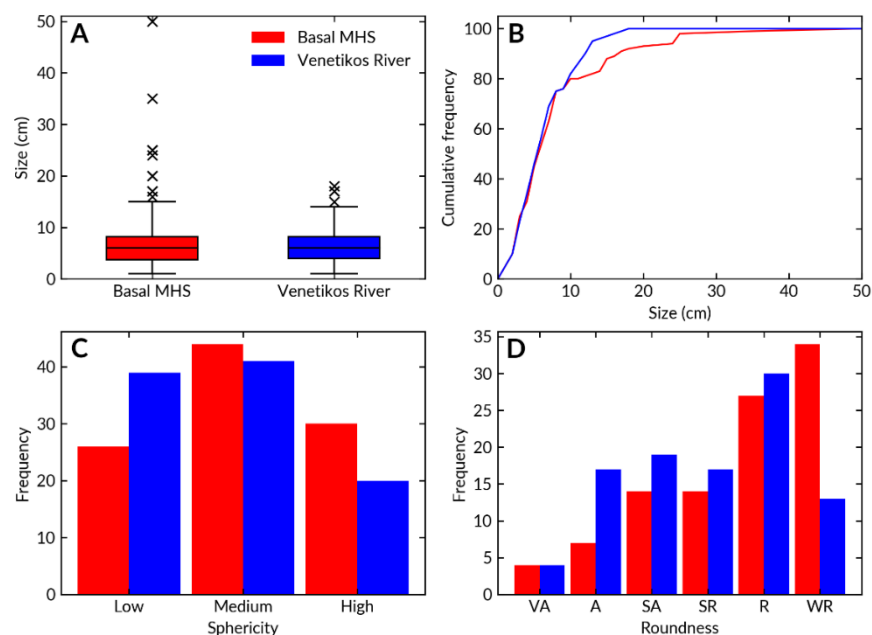 A
Basal MHS
Venetikos River
Size (cm)
50
40
30
20
10
0
Basal MHS
Venetikos River
B
Cumulative frequency
100
80
60
40
20
0
0
10
20
30
40
50
Size (cm)
C
Frequency
40
30
20
10
0
Low
Medium
High
Sphericity
D
Frequency
35
30
25
20
15
10
5
0
VA
A
SA
SR
R
WR
Roundness